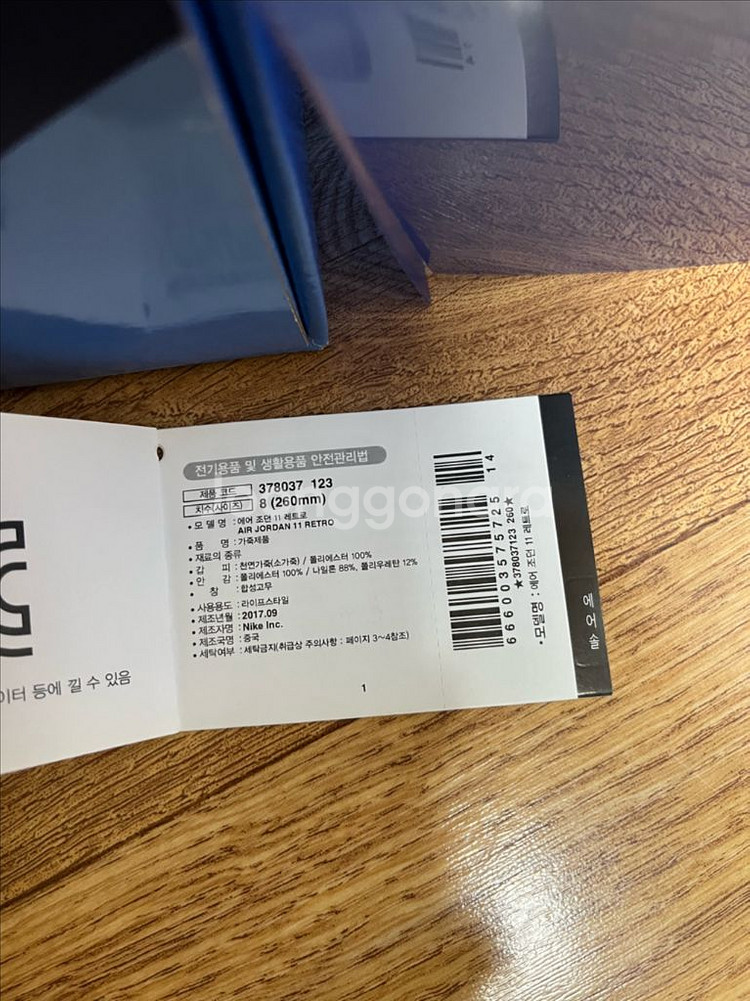 전기용품 및 생활용품 안전관리법
제품 코드 378037 123
치수(사이즈) 8 (260mm)
• 모 델 명 : 에어 조던 11 레트로
AIR JORDAN 11 RETRO
• 품 명 : 가죽제품
• 재료의 종류
갑 피 : 천연가죽(소가죽) / 폴리에스터 100%
안 감 : 폴리에스터 100% / 나일론 88%, 폴리우레탄 12%
창 : 합성고무
• 사용용도 : 라이프스타일
• 제조년월 : 2017.09
• 제조자명 : Nike Inc.
• 제조국명 : 중국
• 세탁여부 : 세탁금지(취급상 주의사항 : 페이지 3~4참조)
1
666003575725 14
★378037123 260★
• 모델명 : 에어 조던 11 레트로
에어 솔
이터 등에 낄 수 있음